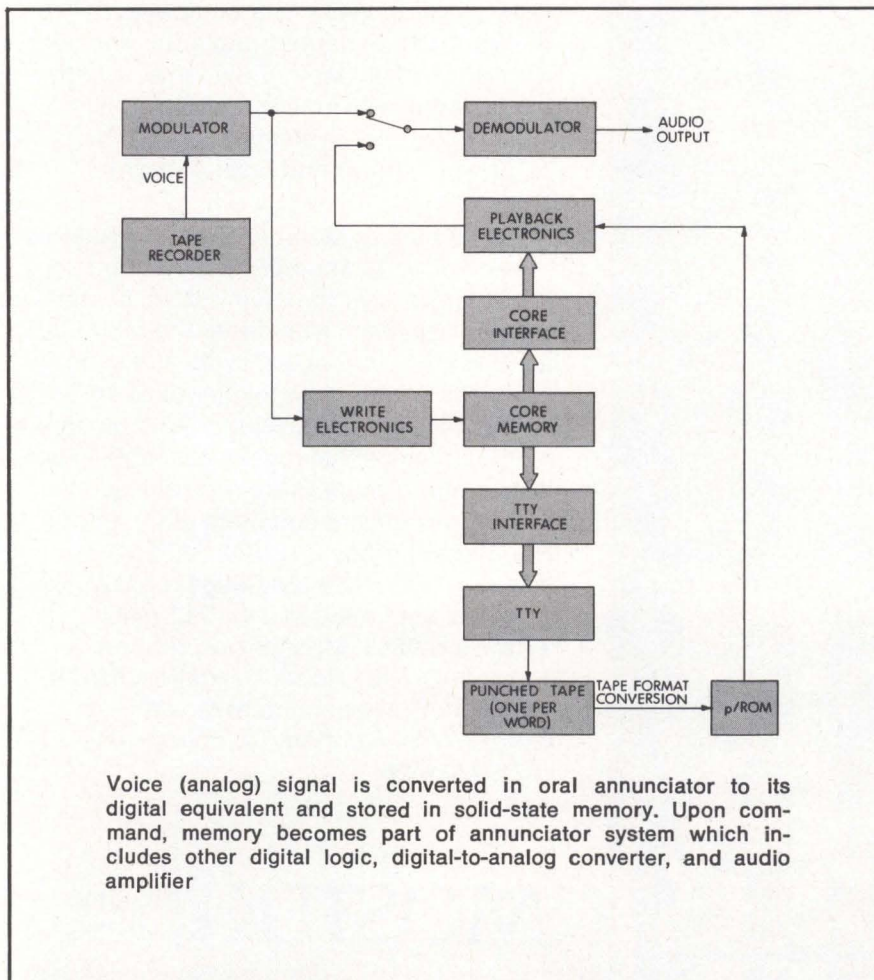 MODULATOR
DEMODULATOR
AUDIO
OUTPUT
VOICE
TAPE
RECORDER
PLAYBACK
ELECTRONICS
CORE
INTERFACE
WRITE
ELECTRONICS
CORE
MEMORY
TTY
INTERFACE
TTY
PUNCHED TAPE
(ONE PER
WORD)
TAPE FORMAT
CONVERSION
p/ROM
Voice (analog) signal is converted in oral annunciator to its
digital equivalent and stored in solid-state memory. Upon com-
mand, memory becomes part of annunciator system which in-
cludes other digital logic, digital-to-analog converter, and audio
amplifier